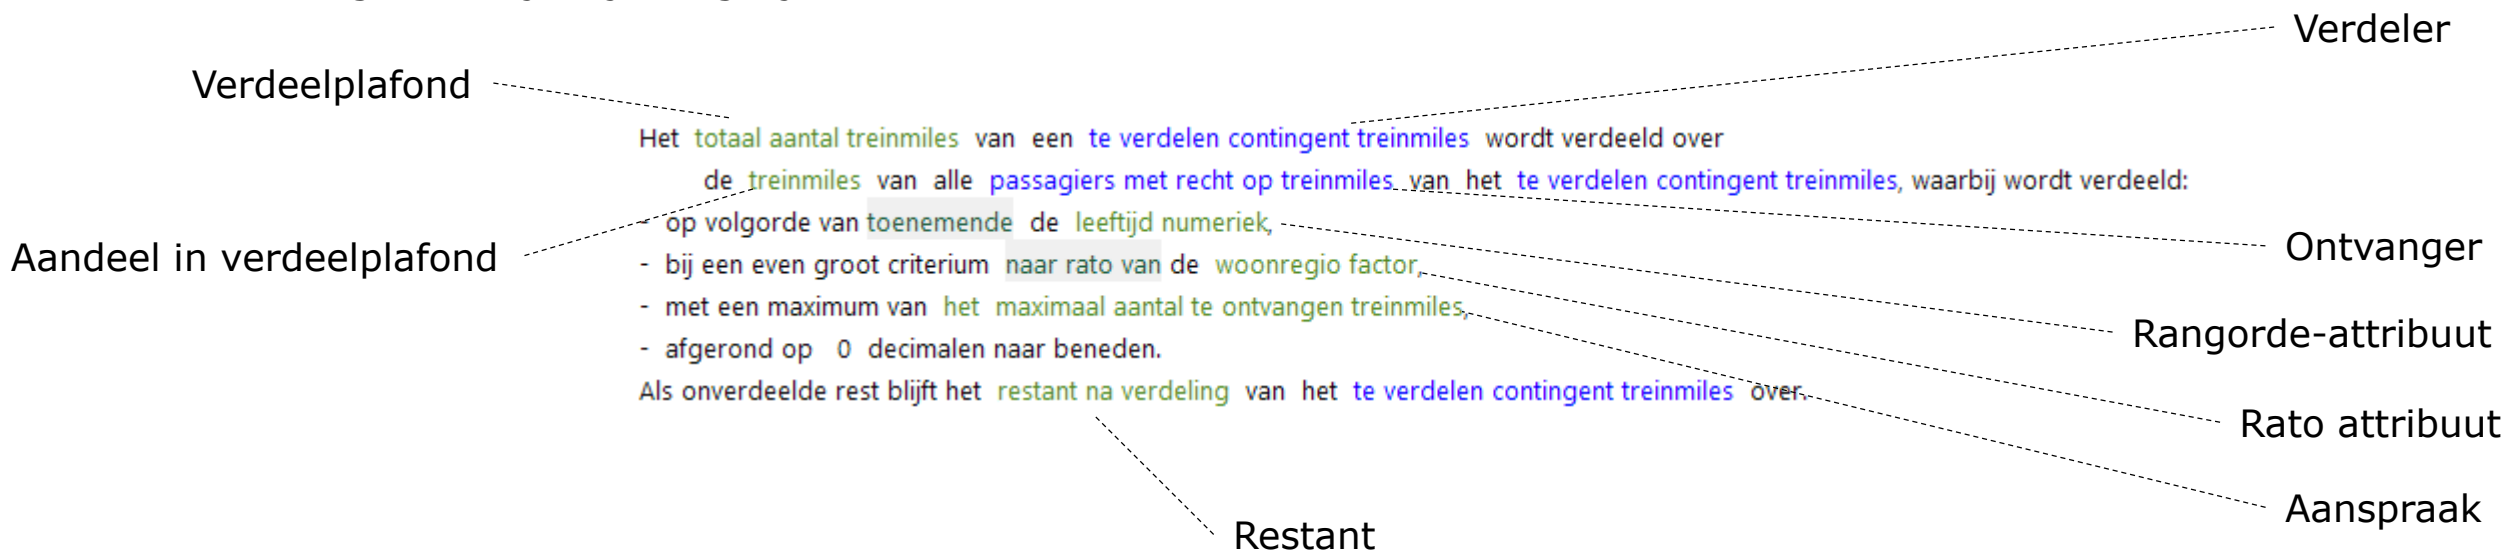 Verdeler
Verdeelplafond
Het totaal aantal treinmiles van een te verdelen contingent treinmiles wordt verdeeld over
de treinmiles van alle passagiers met recht op treinmiles van het te verdelen contingent treinmiles, waarbij wordt verdeeld:
- op volgorde van toenemende de leeftijd numeriek,
Aandeel in verdeelplafond
Ontvanger
- bij een even groot criterium naar rato van de woonregio factor,
- met een maximum van het maximaal aantal te ontvangen treinmiles,
Rangorde-attribuut
- afgerond op 0 decimalen naar beneden.
Als onverdeelde rest blijft het restant na verdeling van het te verdelen contingent treinmiles over.
Rato attribuut
Aanspraak
Restant